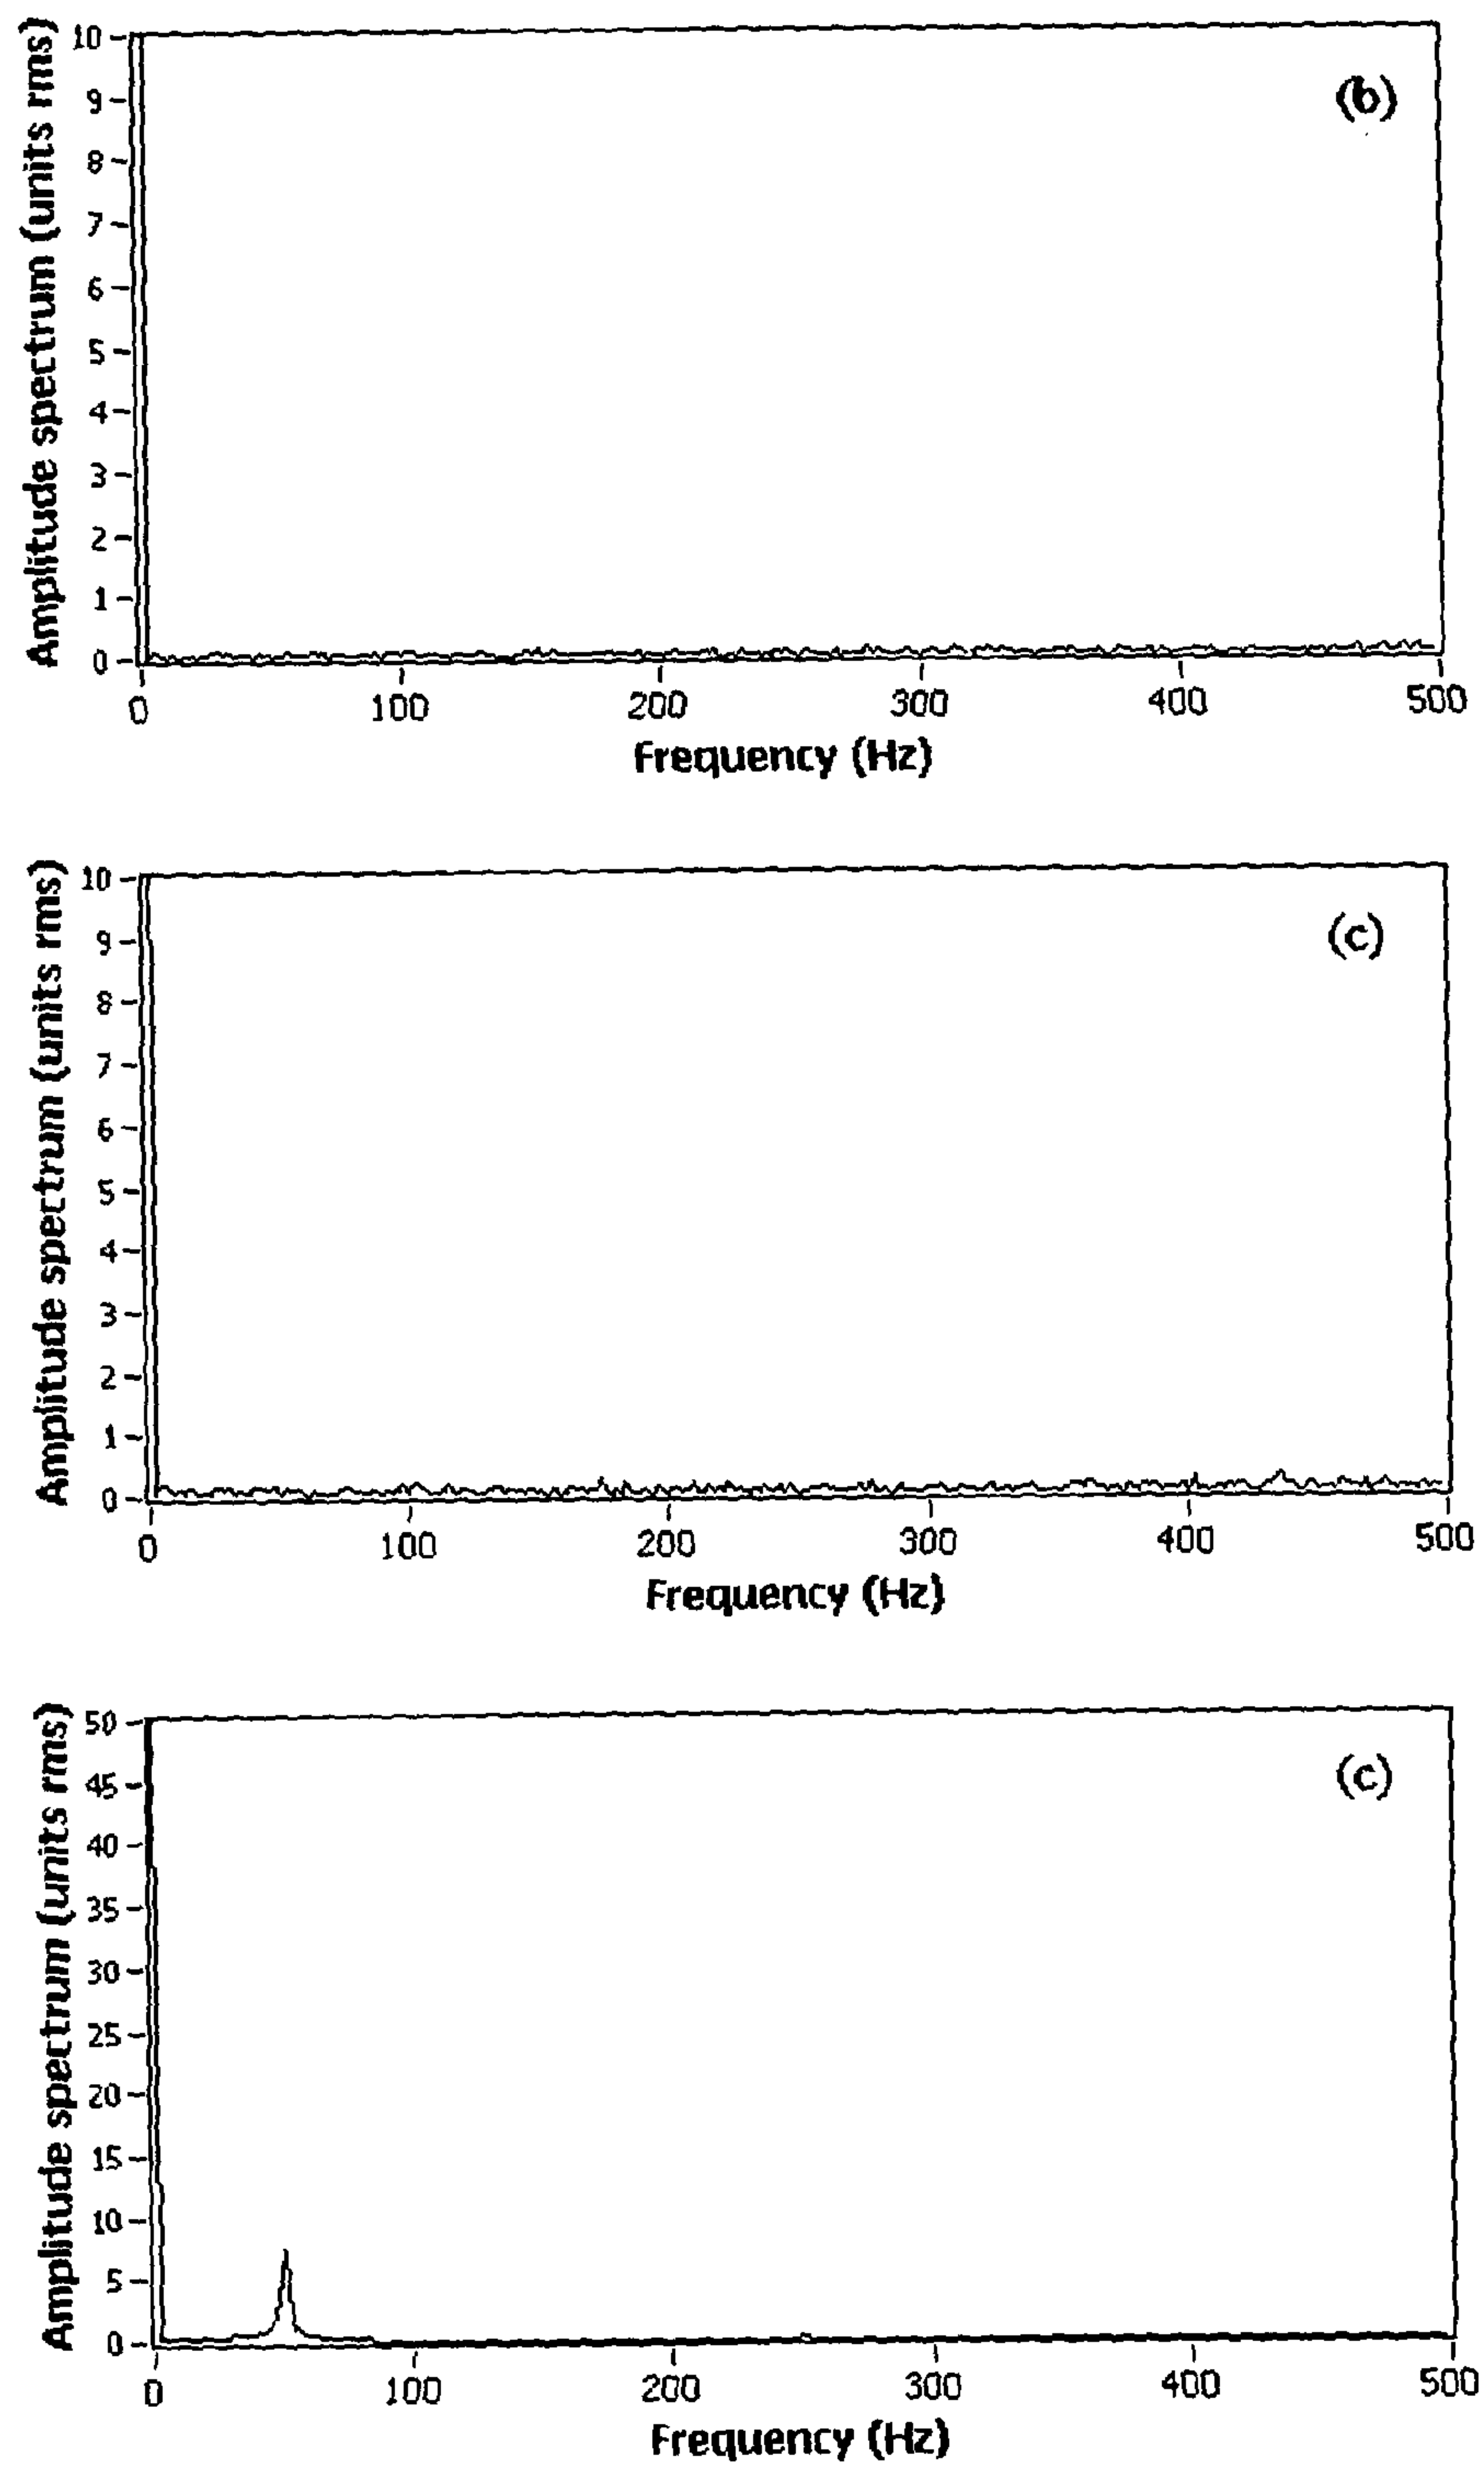 Amplitude spectrum (units rms)
10
9
8
7
6
5
4
3
2
1
0
(b)
0 100 200 300 400 500
Frequency (Hz)
Amplitude spectrum (units rms)
10
9
8
7
6
5
4
3
2
1
0
(c)
0 100 200 300 400 500
Frequency (Hz)
Amplitude spectrum (units rms)
50
45
40
35
30
25
20
15
10
5
0
(c)
0 100 200 300 400 500
Frequency (Hz)